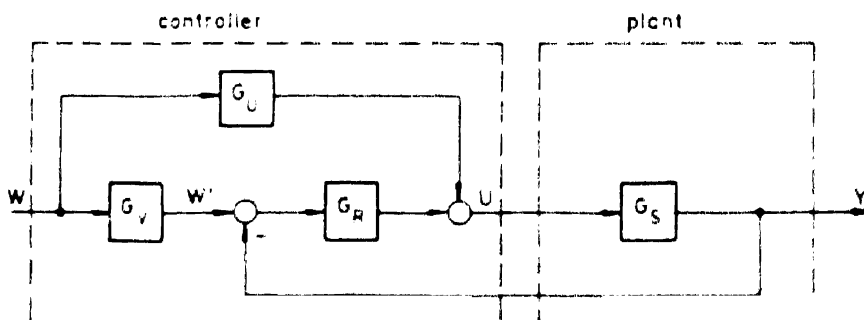 controller
plant
G_U
W
G_V
W'
G_R
U
G_S
Y
-